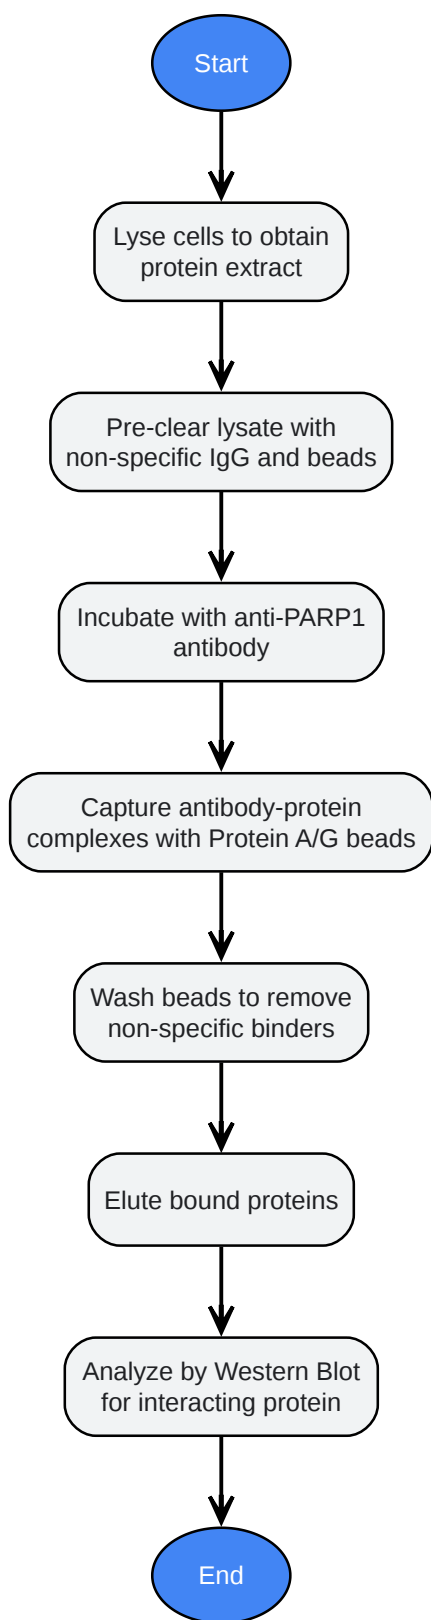 Start
Lyse cells to obtain
protein extract
Pre-clear lysate with
non-specific IgG and beads
Incubate with anti-PARP1
antibody
Capture antibody-protein
complexes with Protein A/G beads
Wash beads to remove
non-specific binders
Elute bound proteins
Analyze by Western Blot
for interacting protein
End